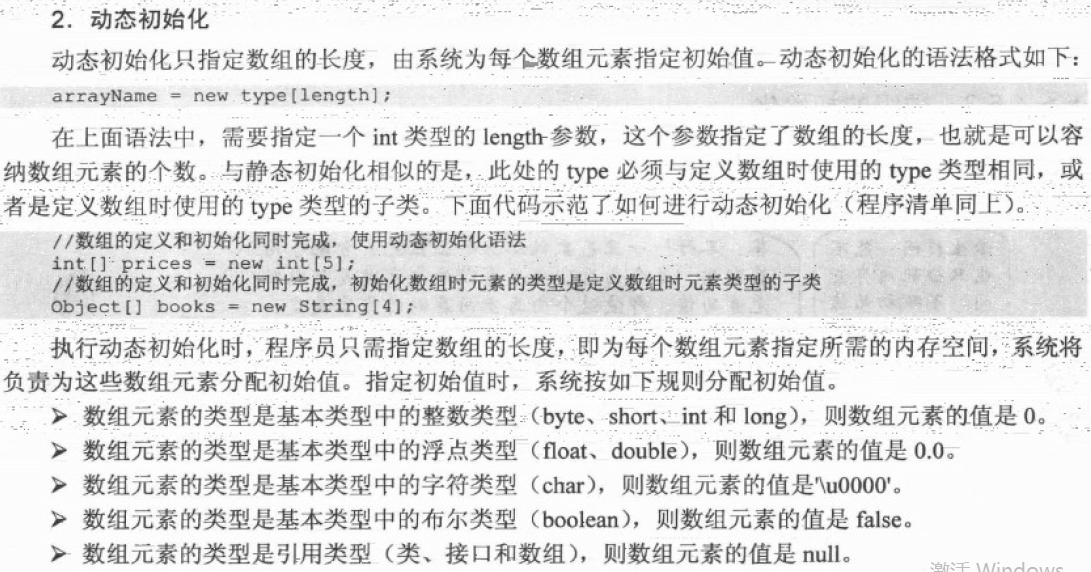 2．动态初始化
动态初始化只指定数组的长度，由系统为每个数组元素指定初始值。动态初始化的语法格式如下：
arrayName = new type[length];
在上面语法中，需要指定一个 int 类型的 length 参数，这个参数指定了数组的长度，也就是可以容
纳数组元素的个数。与静态初始化相似的是，此处的 type 必须与定义数组时使用的 type 类型相同，或
者是定义数组时使用的 type 类型的子类。下面代码示范了如何进行动态初始化（程序清单同上）。
//数组的定义和初始化同时完成，使用动态初始化语法
int[] prices = new int[5];
//数组的定义和初始化同时完成，初始化数组时元素的类型是定义数组时元素类型的子类
Object[] books = new String[4];
执行动态初始化时，程序员只需指定数组的长度，即为每个数组元素指定所需的内存空间，系统将
负责为这些数组元素分配初始值。指定初始值时，系统按如下规则分配初始值。
➢ 数组元素的类型是基本类型中的整数类型（byte、short、int 和 long），则数组元素的值是 0。
➢ 数组元素的类型是基本类型中的浮点类型（float、double），则数组元素的值是 0.0。
➢ 数组元素的类型是基本类型中的字符类型（char），则数组元素的值是'\u0000'。
➢ 数组元素的类型是基本类型中的布尔类型（boolean），则数组元素的值是 false。
➢ 数组元素的类型是引用类型（类、接口和数组），则数组元素的值是 null。
激活 Windows